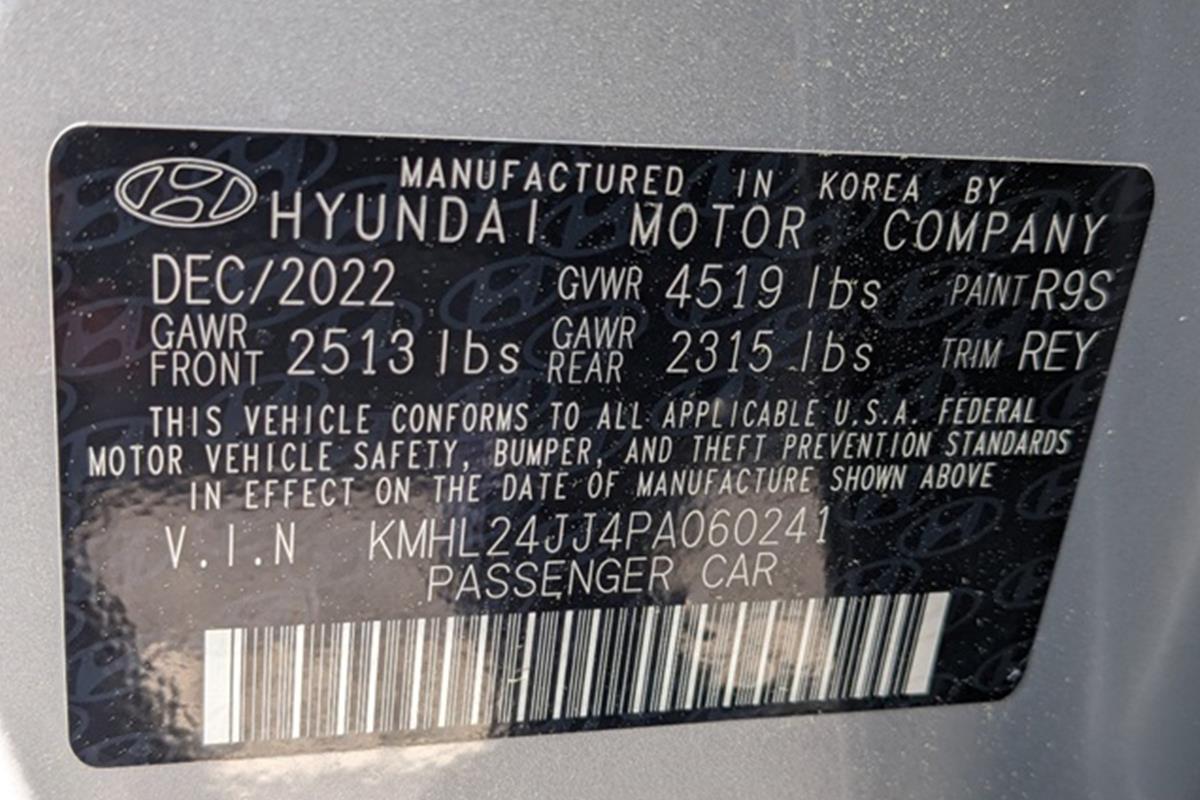 MANUFACTURED IN KOREA BY
HYUNDAI MOTOR COMPANY
DEC/2022 GVWR 4519 lbs PAINT R9S
GAWR FRONT 2513 lbs GAWR REAR 2315 lbs TRIM REY
THIS VEHICLE CONFORMS TO ALL APPLICABLE U.S.A. FEDERAL
MOTOR VEHICLE SAFETY, BUMPER, AND THEFT PREVENTION STANDARDS
IN EFFECT ON THE DATE OF MANUFACTURE SHOWN ABOVE
V.I.N KMHL24JJ4PA060241
PASSENGER CAR